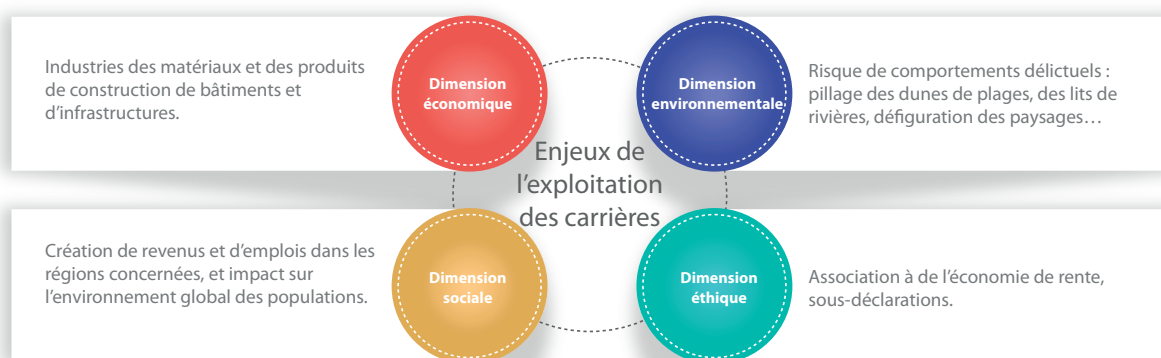 Industries des matériaux et des produits
de construction de bâtiments et
d'infrastructures.
Dimension
économique
Dimension
environnementale
Risque de comportements délictuels :
pillage des dunes de plages, des lits de
rivières, défiguration des paysages…
Enjeux de
l'exploitation
des carrières
Création de revenus et d'emplois dans les
régions concernées, et impact sur
l'environnement global des populations.
Dimension
sociale
Dimension
éthique
Association à de l'économie de rente,
sous-déclarations.